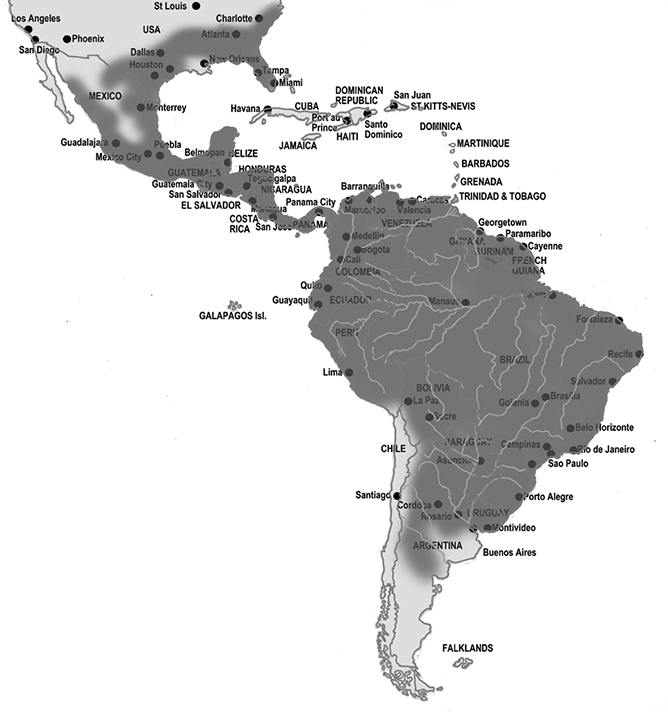 St Louis
Los Angeles
Charlotte
USA
Atlanta
Phoenix
San Diego
Dallas
New Orleans
Houston
Tampa
Miami
MEXICO
Monterrey
Havana
CUBA
DOMINICAN
REPUBLIC
San Juan
ST.KITTS-NEVIS
Port au
Prince
Santo
Dominico
HAITI
JAMAICA
DOMINICA
Guadalajara
Puebla
Mexico City
Belmopan
BELIZE
MARTINIQUE
BARBADOS
HONDURAS
GUATEMALA
Tegucigalpa
GRENADA
Guatemala City
NICARAGUA
San Salvador
EL SALVADOR
Managua
Panama City
Barranquilla
Caracas
TRINIDAD & TOBAGO
Maracaibo
Valencia
COSTA
RICA
San Jose
PANAMA
VENEZUELA
Georgetown
Paramaribo
Medellin
GUYANA
Cayenne
Bogota
SURINAM
Cali
FRENCH
GUIANA
COLOMBIA
Quito
Guayaquil
ECUADOR
Manaus
Belem
GALAPAGOS Isl.
Fortaleza
PERU
Recife
BRAZIL
Lima
BOLIVIA
Salvador
La Paz
Brasilia
Goiania
Sucre
Belo Horizonte
CHILE
PARAGUAY
Campinas
Rio de Janeiro
Asuncion
Sao Paulo
Santiago
Cordoba
Porto Alegre
Rosario
URUGUAY
Montivideo
ARGENTINA
Buenos Aires
FALKLANDS